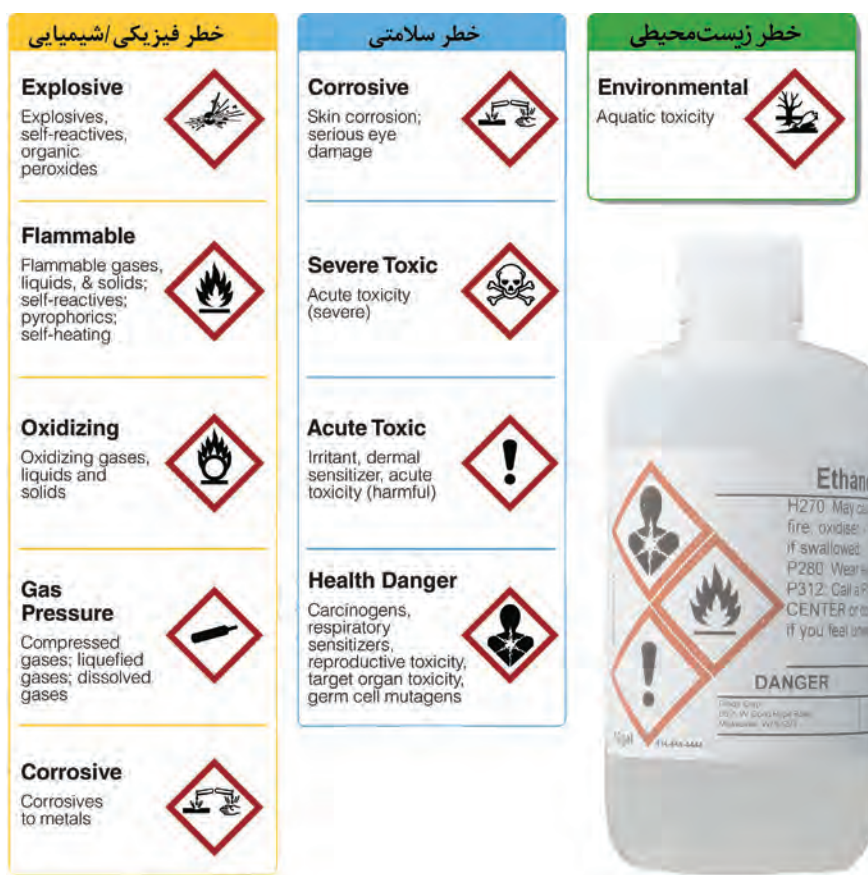 خطر فیزیکی/شیمیایی
Explosive
Explosives,
self-reactives,
organic
peroxides
Flammable
Flammable gases,
liquids, & solids;
self-reactives;
pyrophorics;
self-heating
Oxidizing
Oxidizing gases,
liquids and
solids
Gas
Pressure
Compressed
gases; liquefied
gases; dissolved
gases
Corrosive
Corrosives
to metals
خطر سلامتی
Corrosive
Skin corrosion;
serious eye
damage
Severe Toxic
Acute toxicity
(severe)
Acute Toxic
Irritant, dermal
sensitizer, acute
toxicity (harmful)
Health Danger
Carcinogens,
respiratory
sensitizers,
reproductive toxicity,
target organ toxicity,
germ cell mutagens
خطر زیست‌محیطی
Environmental
Aquatic toxicity
H270 May
fire
if swallowed
P280 Wear
P312 Call a
CENTER or
if you feel
DANGER